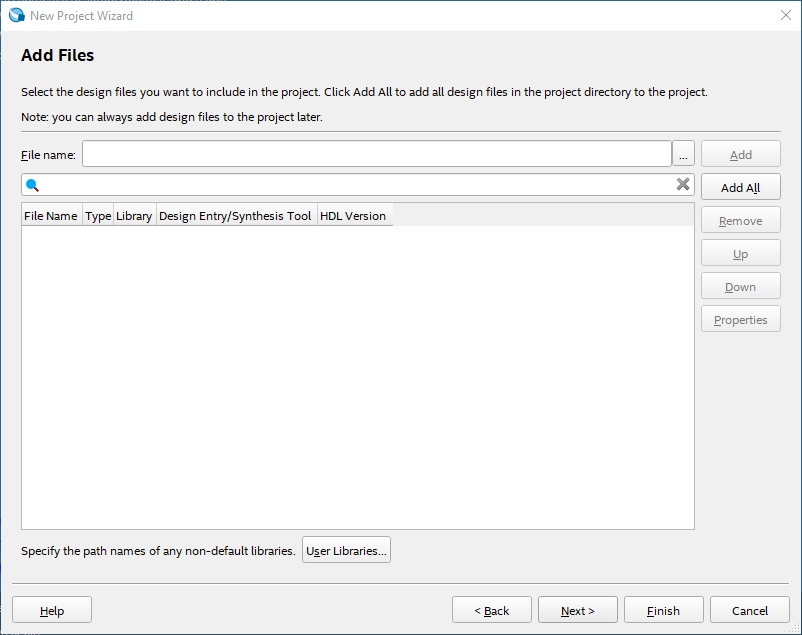 New Project Wizard
Add Files
Select the design files you want to include in the project. Click Add All to add all design files in the project directory to the project.
Note: you can always add design files to the project later.
File name: ... Add
Add All
File Name Type Library Design Entry/Synthesis Tool HDL Version
Remove
Up
Down
Properties
Specify the path names of any non-default libraries. User Libraries...
Help < Back Next > Finish Cancel